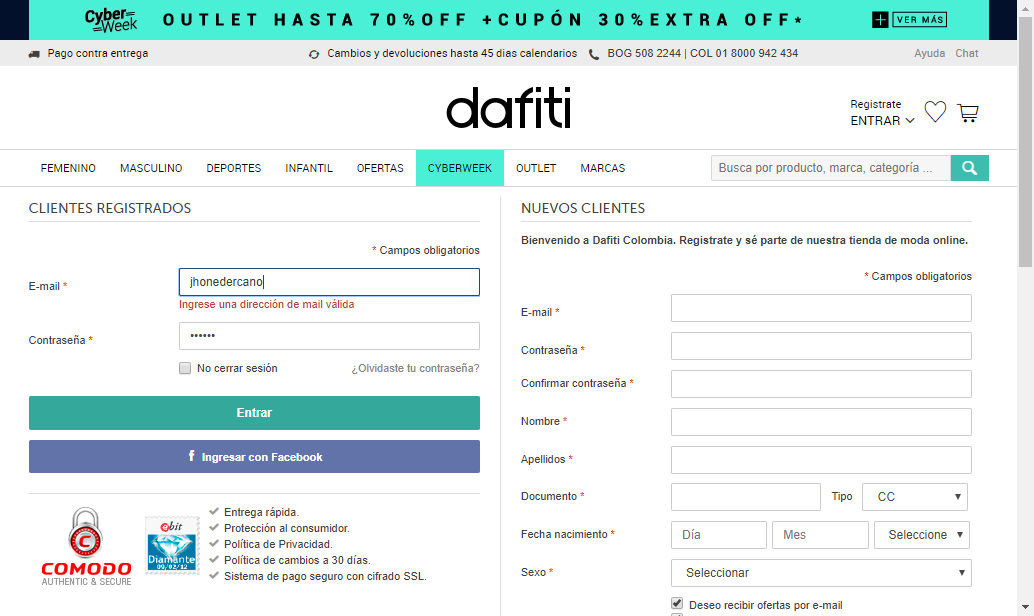 Cyber Week OUTLET HASTA 70%OFF +CUPÓN 30%EXTRA OFF* + VER MÁS
Pago contra entrega Cambios y devoluciones hasta 45 dias calendarios BOG 508 2244 | COL 01 8000 942 434 Ayuda Chat
dafiti
Registrate
ENTRAR
FEMENINO MASCULINO DEPORTES INFANTIL OFERTAS CYBERWEEK OUTLET MARCAS Busca por producto, marca, categoría ...
CLIENTES REGISTRADOS
* Campos obligatorios
E-mail * jhonedercano
Ingrese una dirección de mail válida
Contraseña * ••••••
No cerrar sesión ¿Olvidaste tu contraseña?
Entrar
f Ingresar con Facebook
COMODO
AUTHENTIC & SECURE
ebit
Diamante
09/02/12
Entrega rápida.
Protección al consumidor.
Política de Privacidad.
Política de cambios a 30 días.
Sistema de pago seguro con cifrado SSL.
NUEVOS CLIENTES
Bienvenido a Dafiti Colombia. Registrate y sé parte de nuestra tienda de moda online.
* Campos obligatorios
E-mail *
Contraseña *
Confirmar contraseña *
Nombre *
Apellidos *
Documento * Tipo CC
Fecha nacimiento * Día Mes Seleccione
Sexo * Seleccionar
Deseo recibir ofertas por e-mail